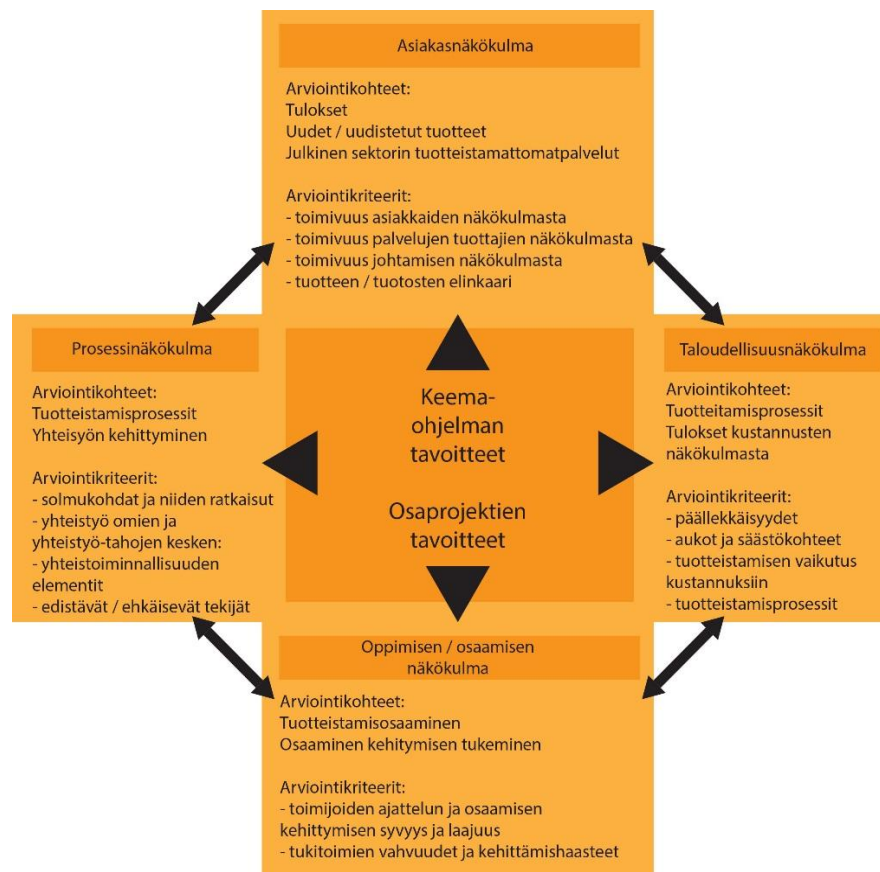 Asiakasnäkökulma
Arviointikohteet:
Tulokset
Uudet / uudistetut tuotteet
Julkinen sektorin tuotteistamattomatpalvelut
Arviointikriteerit:
- toimivuus asiakkaiden näkökulmasta
- toimivuus palvelujen tuottajien näkökulmasta
- toimivuus johtamisen näkökulmasta
- tuotteen / tuotosten elinkaari
Prosessinäkökulma
Arviointikohteet:
Tuotteistamisprosessit
Yhteisyön kehittyminen
Arviointikriteerit:
- solmukohdat ja niiden ratkaisut
- yhteistyö omien ja
yhteistyö-tahojen kesken:
- yhteistoiminnallisuuden
elementit
- edistävät / ehkäisevät tekijät
Keema-
ohjelman
tavoitteet
Osaprojektien
tavoitteet
Taloudellisuusnäkökulma
Arviointikohteet:
Tuotteitamisprosessit
Tulokset kustannusten
näkökulmasta
Arviointikriteerit:
- päällekkäisyydet
- aukot ja säästökohteet
- tuotteistamisen vaikutus
kustannuksiin
- tuotteistamisprosessit
Oppimisen / osaamisen
näkökulma
Arviointikohteet:
Tuotteistamisosaaminen
Osaaminen kehitymisen tukeminen
Arviointikriteerit:
- toimijoiden ajattelun ja osaamisen
kehittymisen syvyys ja laajuus
- tukitoimien vahvuudet ja kehittämishaasteet